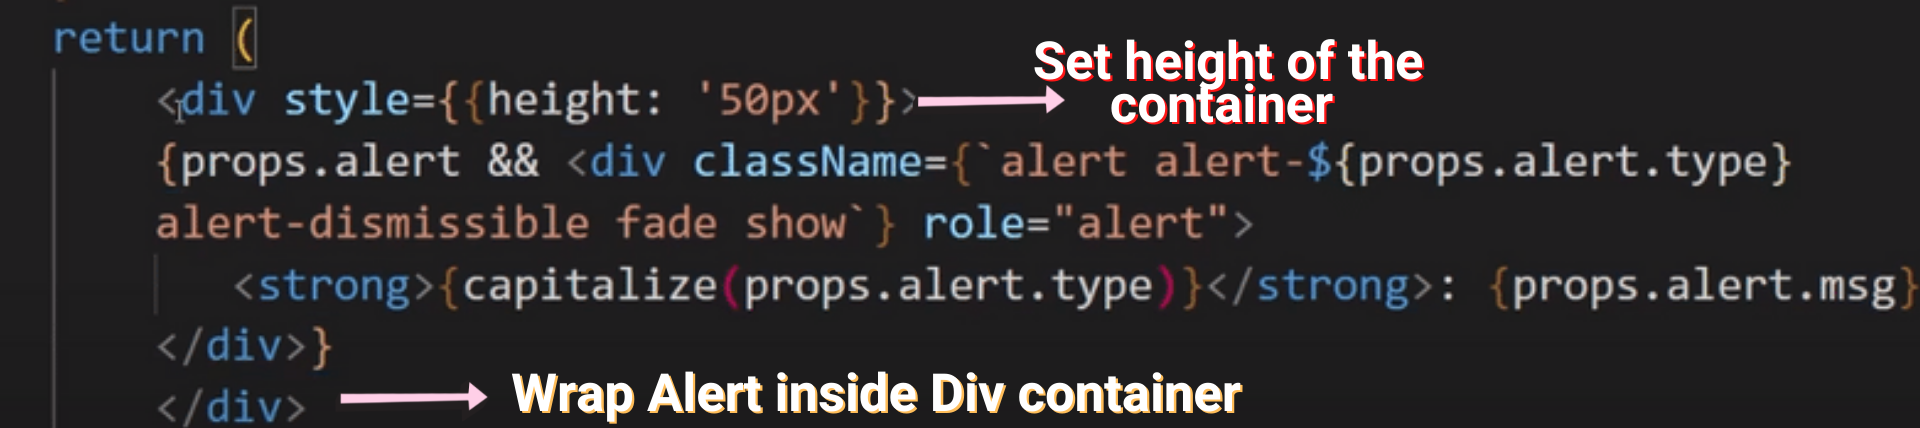 return (
<div style={{height: '50px'}}>
Set height of the
container
{props.alert && <div className={`alert alert-${props.alert.type}
alert-dismissible fade show`} role="alert">
<strong>{capitalize(props.alert.type)}</strong>: {props.alert.msg}
</div>}
</div>
Wrap Alert inside Div container